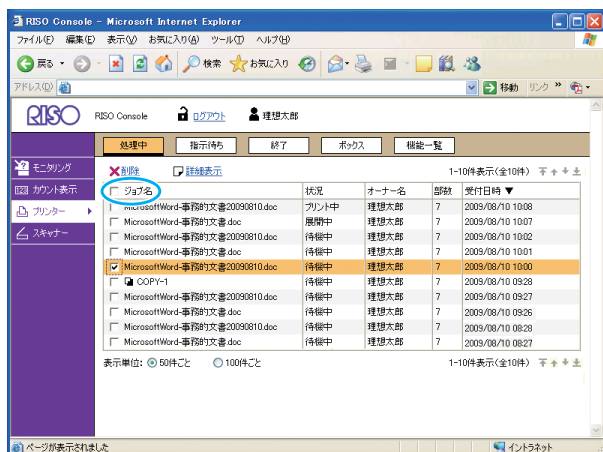 RISO Console - Microsoft Internet Explorer
ファイル(F) 編集(E) 表示(V) お気に入り(A) ツール(T) ヘルプ(H)
戻る 検索 お気に入り
アドレス(D) 移動 リンク »
RISO RISO Console ログアウト 理想太郎
処理中 指示待ち 終了 ボックス 機能一覧
モニタリング
カウント表示
プリンター
スキャナー
削除 詳細表示 1-10件表示(全10件)
ジョブ名 状況 オーナー名 部数 受付日時 ▼
MicrosoftWord-事務的文書20090810.doc プリント中 理想太郎 7 2009/08/10 10:08
MicrosoftWord-事務的文書.doc 展開中 理想太郎 7 2009/08/10 10:07
MicrosoftWord-事務的文書20090810.doc 待機中 理想太郎 7 2009/08/10 10:02
MicrosoftWord-事務的文書.doc 待機中 理想太郎 7 2009/08/10 10:01
MicrosoftWord-事務的文書20090810.doc 待機中 理想太郎 7 2009/08/10 10:00
COPY-1 待機中 理想太郎 7 2009/08/10 09:28
MicrosoftWord-事務的文書20090810.doc 待機中 理想太郎 7 2009/08/10 09:27
MicrosoftWord-事務的文書.doc 待機中 理想太郎 7 2009/08/10 09:26
MicrosoftWord-事務的文書20090810.doc 待機中 理想太郎 7 2009/08/10 08:28
MicrosoftWord-事務的文書.doc 待機中 理想太郎 7 2009/08/10 08:27
表示単位: 50件ごと 100件ごと 1-10件表示(全10件)
ページが表示されました イントラネット